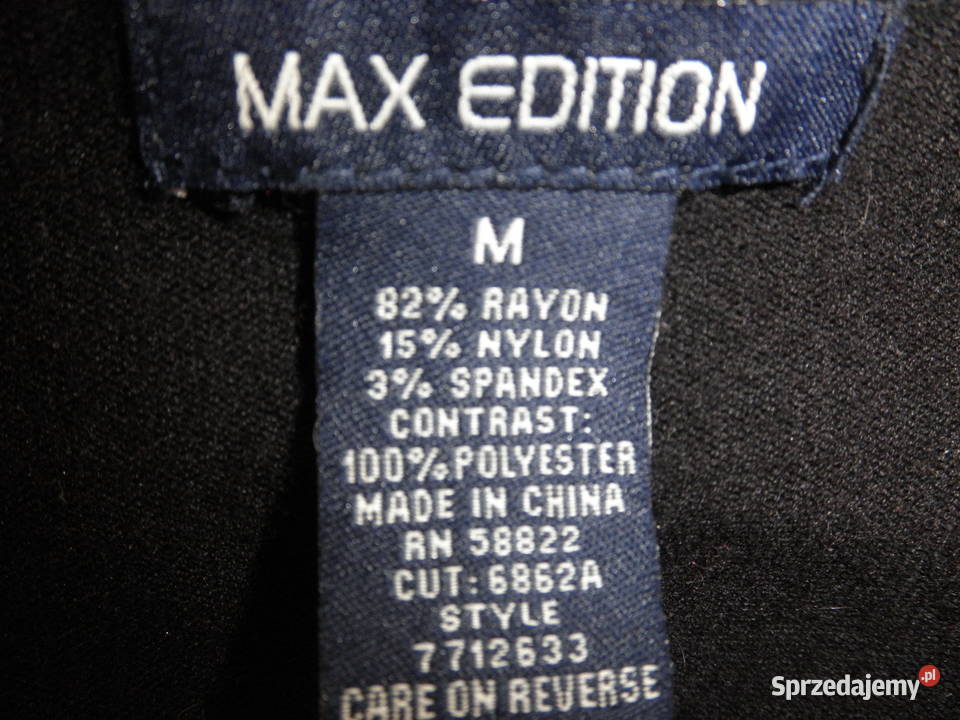 MAX EDITION
M
82% RAYON
15% NYLON
3% SPANDEX
CONTRAST:
100% POLYESTER
MADE IN CHINA
RN 58822
CUT: 6862A
STYLE
7712633
CARE ON REVERSE
Sprzedajemy.pl